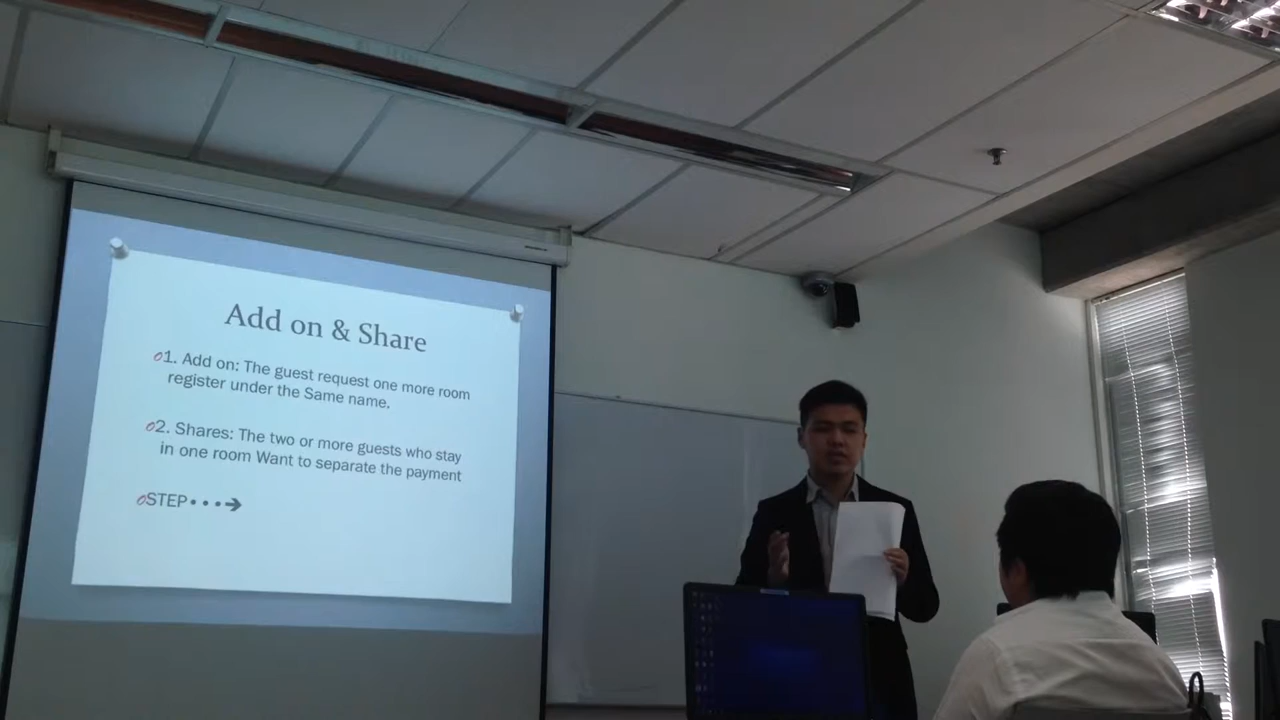 Add on & Share
1. Add on: The guest request one more room
register under the Same name.
2. Shares: The two or more guests who stay
in one room Want to separate the payment
STEP•••➔